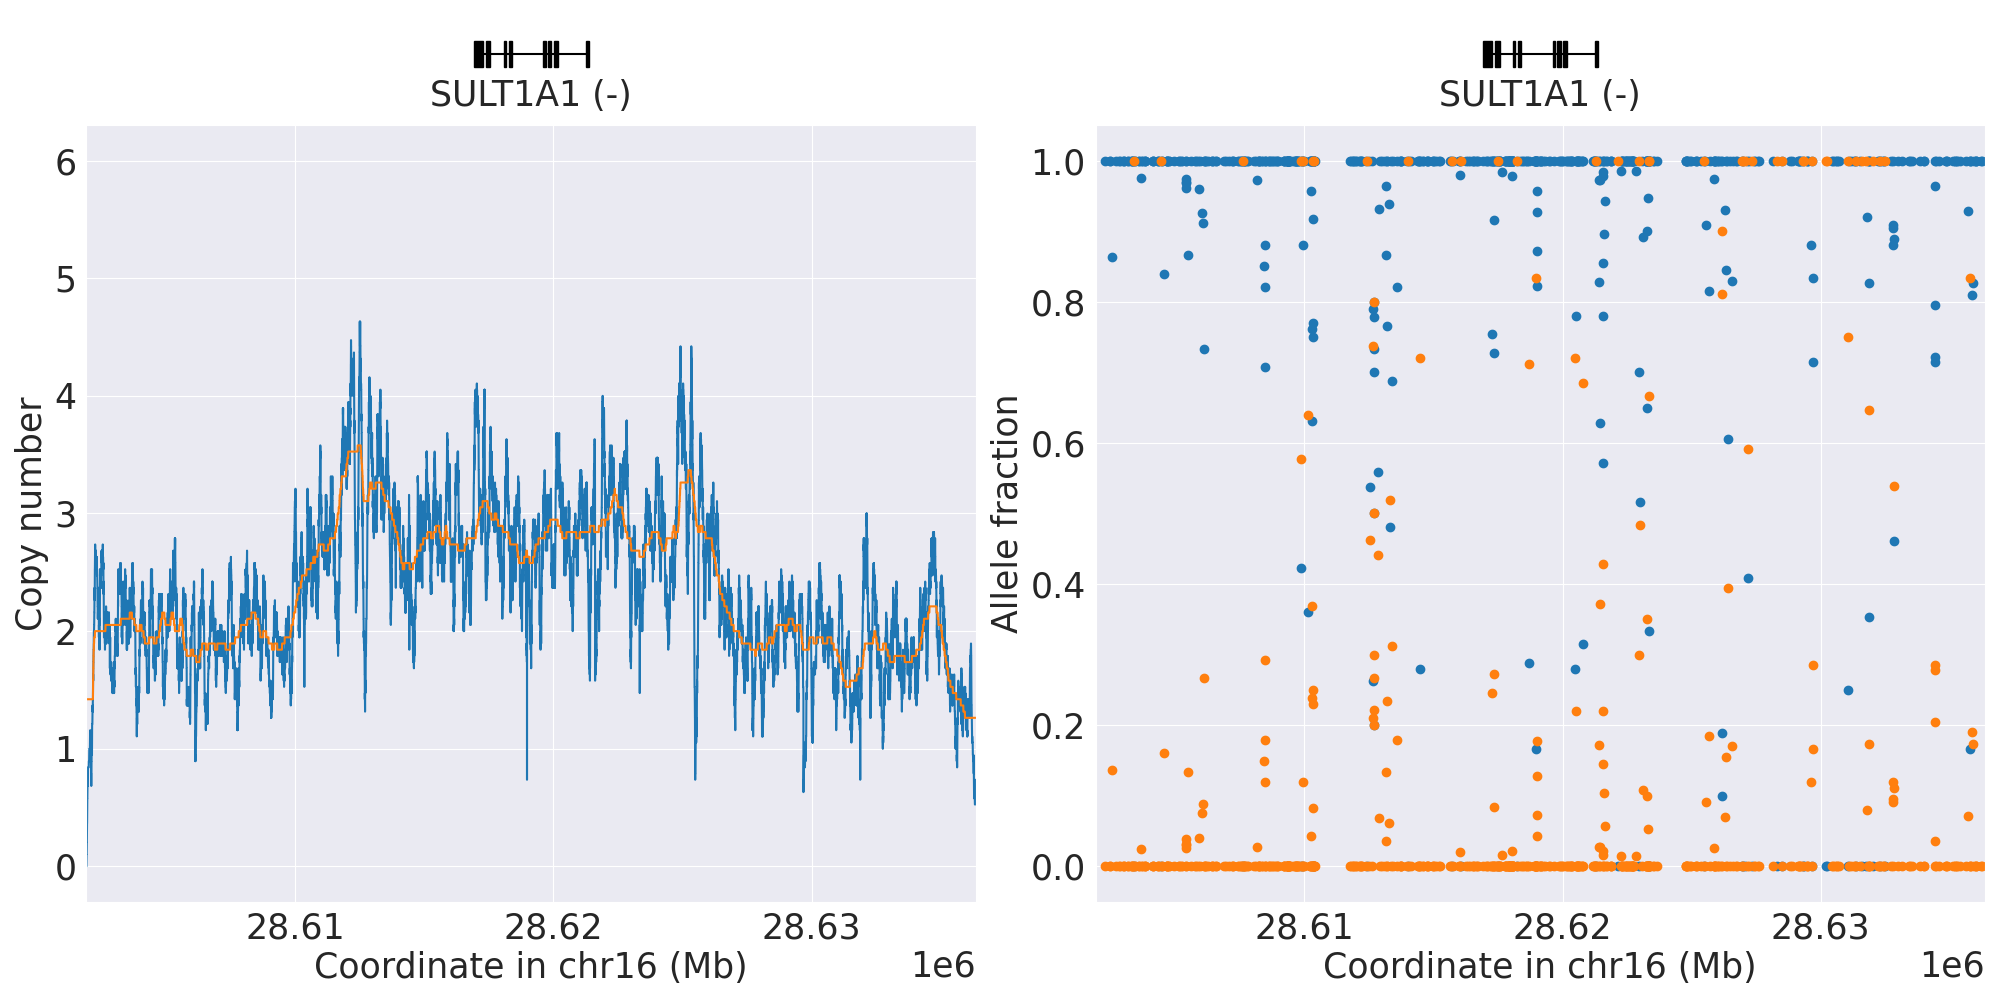 SULT1A1 (-)
6
5
4
3
2
1
0
Copy number
28.61
28.62
28.63
Coordinate in chr16 (Mb)
1e6
SULT1A1 (-)
1.0
0.8
0.6
0.4
0.2
0.0
Allele fraction
28.61
28.62
28.63
Coordinate in chr16 (Mb)
1e6